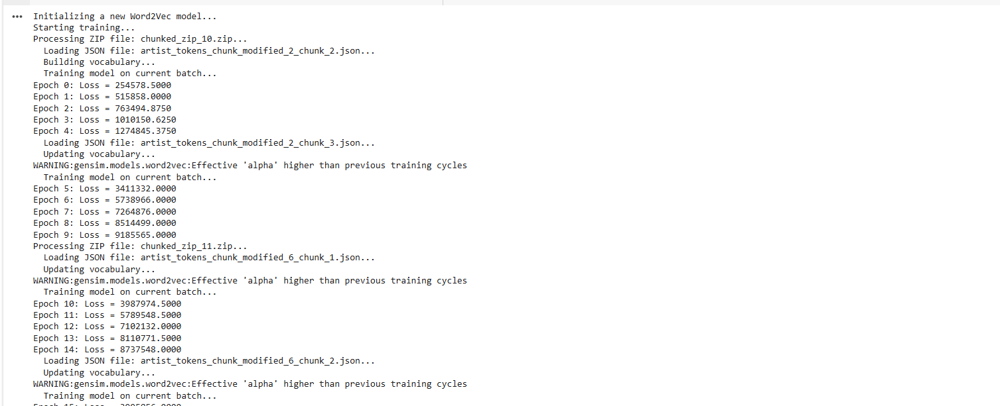 Initializing a new Word2Vec model...
Starting training...
Processing ZIP file: chunked_zip_10.zip...
Loading JSON file: artist_tokens_chunk_modified_2_chunk_2.json...
Building vocabulary...
Training model on current batch...
Epoch 0: Loss = 254578.5000
Epoch 1: Loss = 515858.0000
Epoch 2: Loss = 763494.8750
Epoch 3: Loss = 1010150.6250
Epoch 4: Loss = 1274845.3750
Loading JSON file: artist_tokens_chunk_modified_2_chunk_3.json...
Updating vocabulary...
WARNING:gensim.models.word2vec:Effective 'alpha' higher than previous training cycles
Training model on current batch...
Epoch 5: Loss = 3411332.0000
Epoch 6: Loss = 5738966.0000
Epoch 7: Loss = 7264876.0000
Epoch 8: Loss = 8514499.0000
Epoch 9: Loss = 9185565.0000
Processing ZIP file: chunked_zip_11.zip...
Loading JSON file: artist_tokens_chunk_modified_6_chunk_1.json...
Updating vocabulary...
WARNING:gensim.models.word2vec:Effective 'alpha' higher than previous training cycles
Training model on current batch...
Epoch 10: Loss = 3987974.5000
Epoch 11: Loss = 5789548.5000
Epoch 12: Loss = 7102132.0000
Epoch 13: Loss = 8110771.5000
Epoch 14: Loss = 8737548.0000
Loading JSON file: artist_tokens_chunk_modified_6_chunk_2.json...
Updating vocabulary...
WARNING:gensim.models.word2vec:Effective 'alpha' higher than previous training cycles
Training model on current batch...
Epoch 15: Loss =